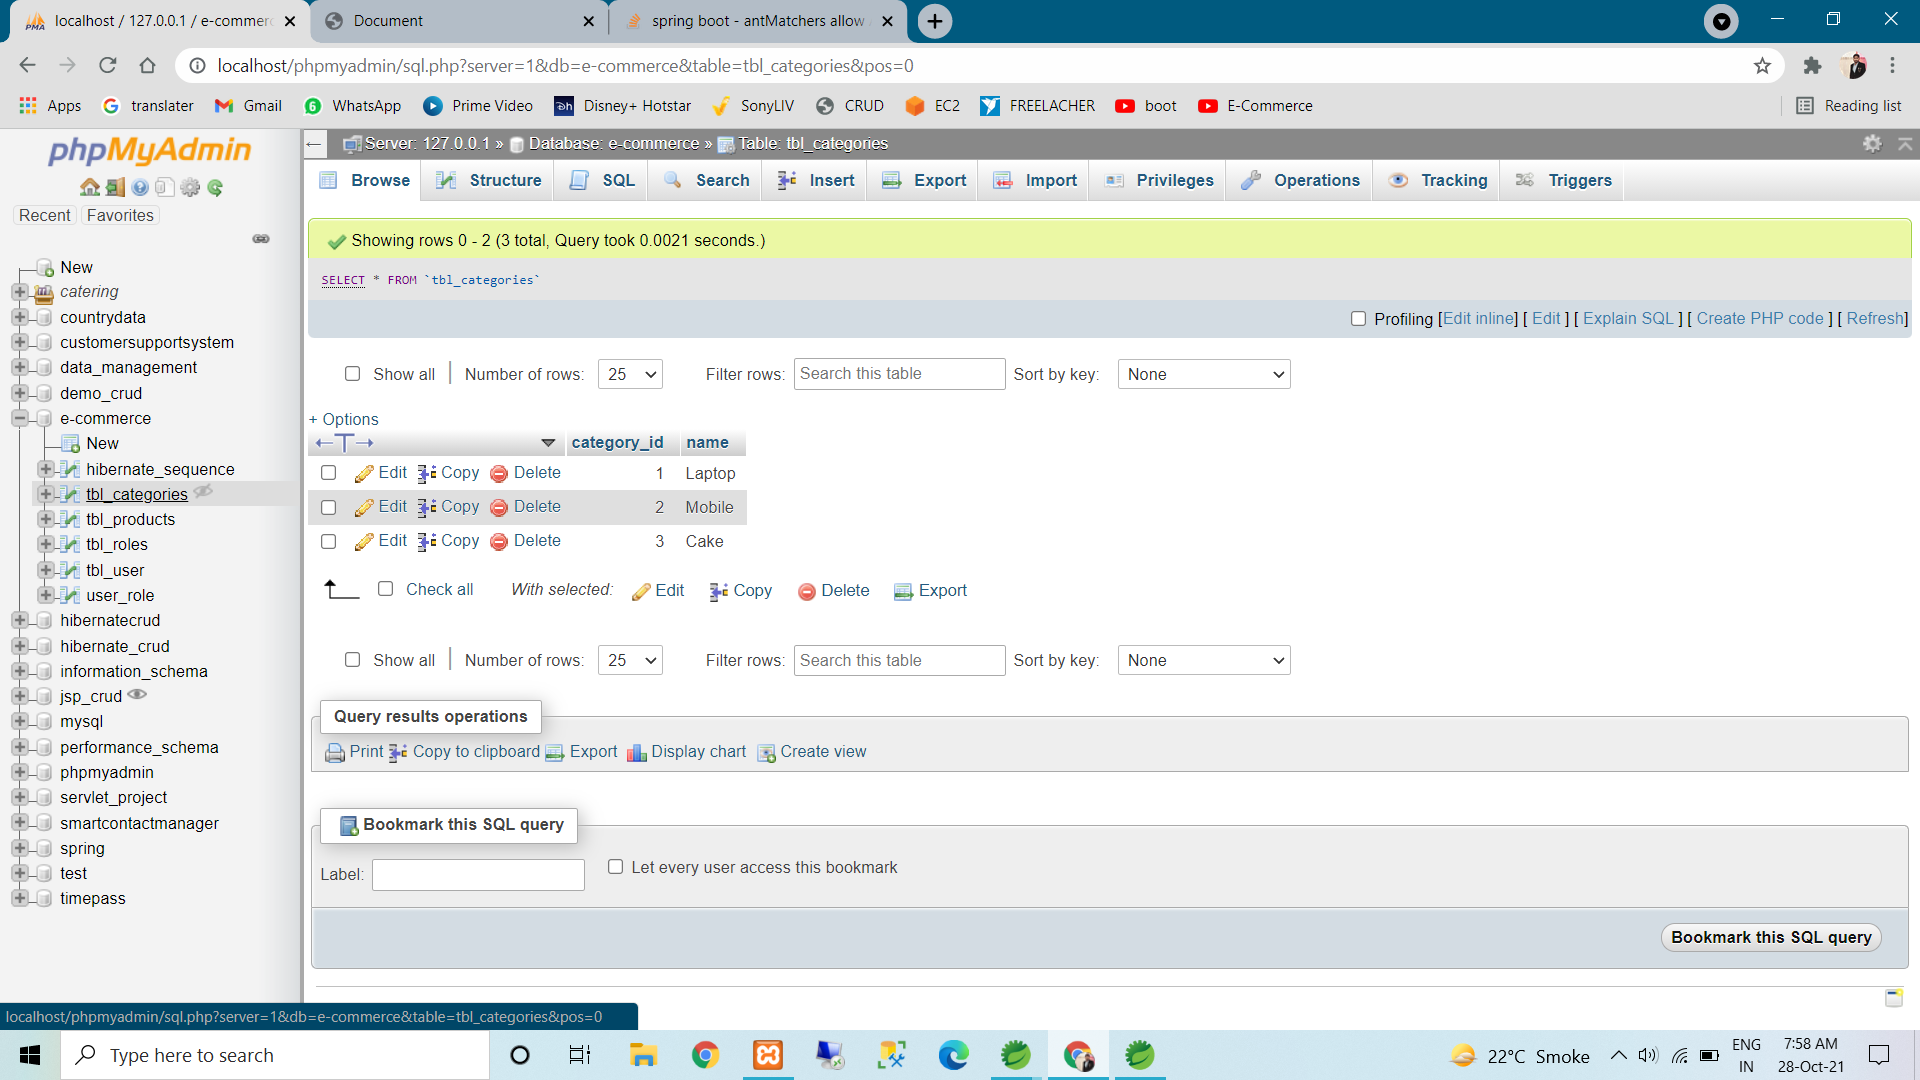 localhost / 127.0.0.1 / e-commerc
Document
spring boot - antMatchers allow
localhost/phpmyadmin/sql.php?server=1&db=e-commerce&table=tbl_categories&pos=0
Apps
translater
Gmail
WhatsApp
Prime Video
Disney+ Hotstar
SonyLIV
CRUD
EC2
FREELACHER
boot
E-Commerce
Reading list
phpMyAdmin
Recent
Favorites
New
catering
countrydata
customersupportsystem
data_management
demo_crud
e-commerce
New
hibernate_sequence
tbl_categories
tbl_products
tbl_roles
tbl_user
user_role
hibernatecrud
hibernate_crud
information_schema
jsp_crud
mysql
performance_schema
phpmyadmin
servlet_project
smartcontactmanager
spring
test
timepass
Server: 127.0.0.1 » Database: e-commerce » Table: tbl_categories
Browse Structure SQL Search Insert Export Import Privileges Operations Tracking Triggers
Showing rows 0 - 2 (3 total, Query took 0.0021 seconds.)
SELECT * FROM `tbl_categories`
Profiling [Edit inline] [ Edit ] [ Explain SQL ] [ Create PHP code ] [ Refresh]
Show all | Number of rows: 25 Filter rows: Search this table Sort by key: None
+ Options
category_id name
Edit Copy Delete 1 Laptop
Edit Copy Delete 2 Mobile
Edit Copy Delete 3 Cake
Check all With selected: Edit Copy Delete Export
Show all | Number of rows: 25 Filter rows: Search this table Sort by key: None
Query results operations
Print Copy to clipboard Export Display chart Create view
Bookmark this SQL query
Label: Let every user access this bookmark
Bookmark this SQL query
localhost/phpmyadmin/sql.php?server=1&db=e-commerce&table=tbl_categories&pos=0
Type here to search
22°C Smoke
ENG
IN
7:58 AM
28-Oct-21